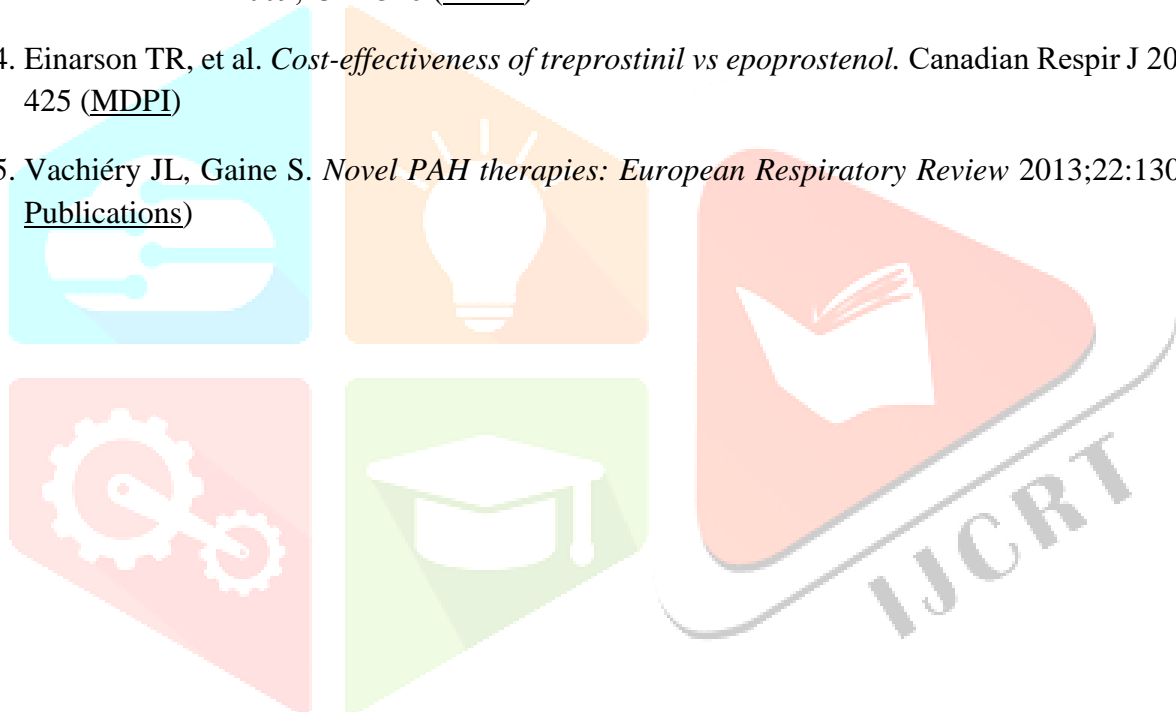 4. Einarson TR, et al. Cost-effectiveness of treprostinil vs epoprostenol. Canadian Respir J 20
425 (MDPI)
5. Vachiéry JL, Gaine S. Novel PAH therapies: European Respiratory Review 2013;22:130
Publications)
IJCRT